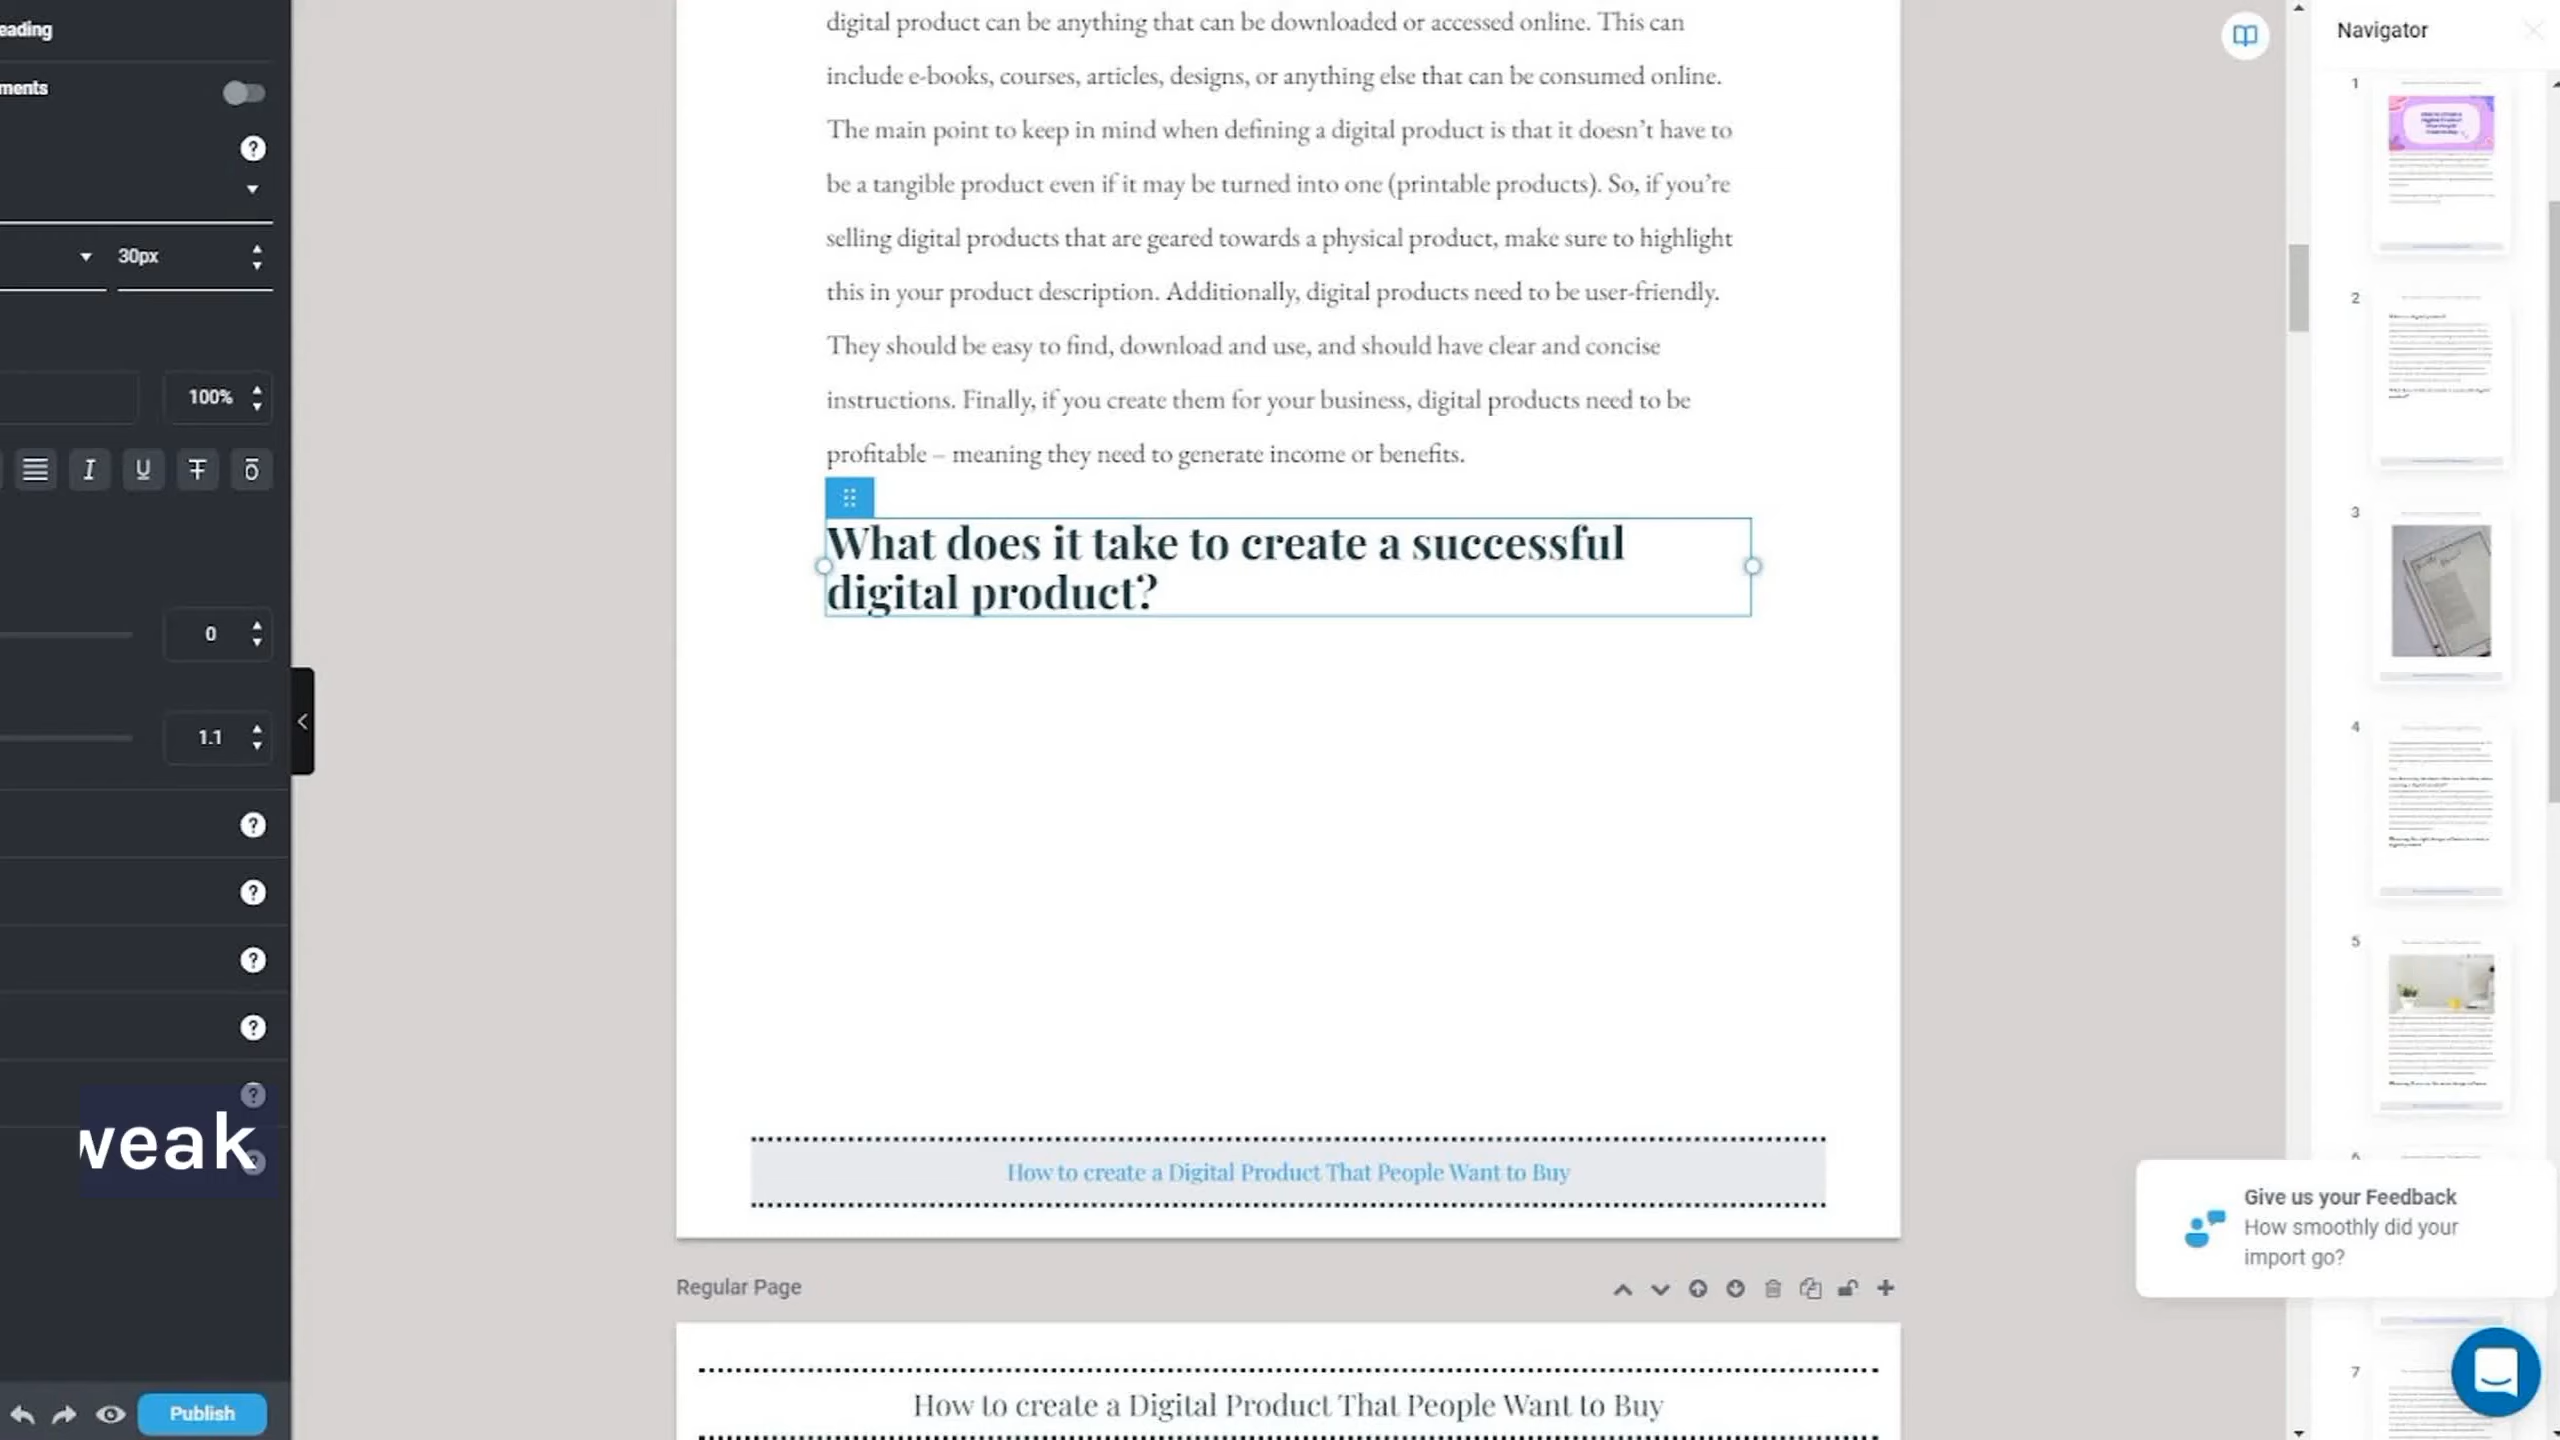 eading
ments
?
30px
100%
I U T ō
0
1.1
?
?
?
?
?
weak
?
Publish
digital product can be anything that can be downloaded or accessed online. This can
include e-books, courses, articles, designs, or anything else that can be consumed online.
The main point to keep in mind when defining a digital product is that it doesn’t have to
be a tangible product even if it may be turned into one (printable products). So, if you’re
selling digital products that are geared towards a physical product, make sure to highlight
this in your product description. Additionally, digital products need to be user-friendly.
They should be easy to find, download and use, and should have clear and concise
instructions. Finally, if you create them for your business, digital products need to be
profitable – meaning they need to generate income or benefits.
What does it take to create a successful
digital product?
How to create a Digital Product That People Want to Buy
Regular Page
How to create a Digital Product That People Want to Buy
Navigator
1
2
3
4
5
6
Give us your Feedback
How smoothly did your
import go?
7